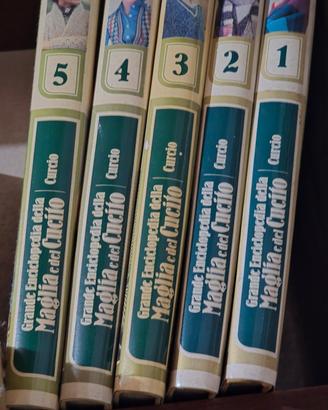 5
Grande Enciclopedia della
Maglia e del Cucito
Curcio
4
Grande Enciclopedia della
Maglia e del Cucito
Curcio
3
Grande Enciclopedia della
Maglia e del Cucito
Curcio
2
Grande Enciclopedia della
Maglia e del Cucito
Curcio
1
Grande Enciclopedia della
Maglia e del Cucito
Curcio